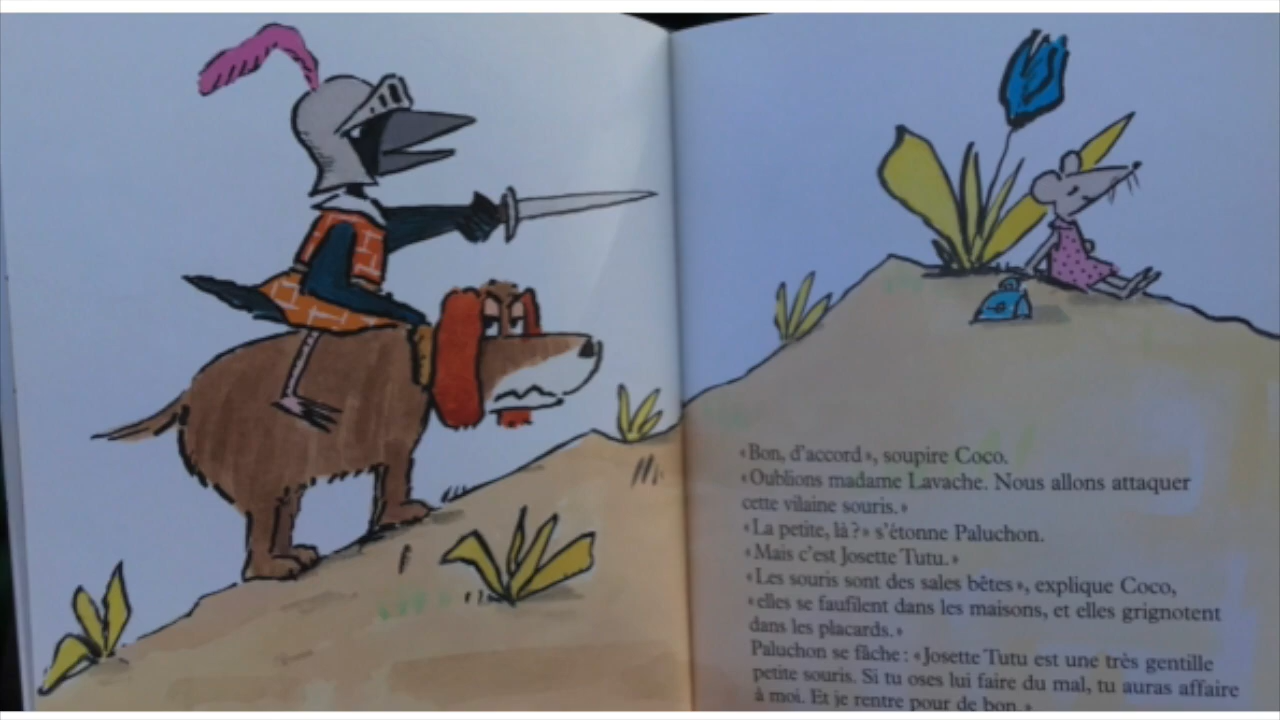 «Bon, d'accord», soupire Coco.
«Oublions madame Lavache. Nous allons attaquer
cette vilaine souris.»
«La petite, là?» s'étonne Paluchon.
«Mais c'est Josette Tutu.»
«Les souris sont des sales bêtes», explique Coco,
«elles se faufilent dans les maisons, et elles grignotent
dans les placards.»
Paluchon se fâche: «Josette Tutu est une très gentille
petite souris. Si tu oses lui faire du mal, tu auras affaire
à moi. Et je rentre pour de bon.»